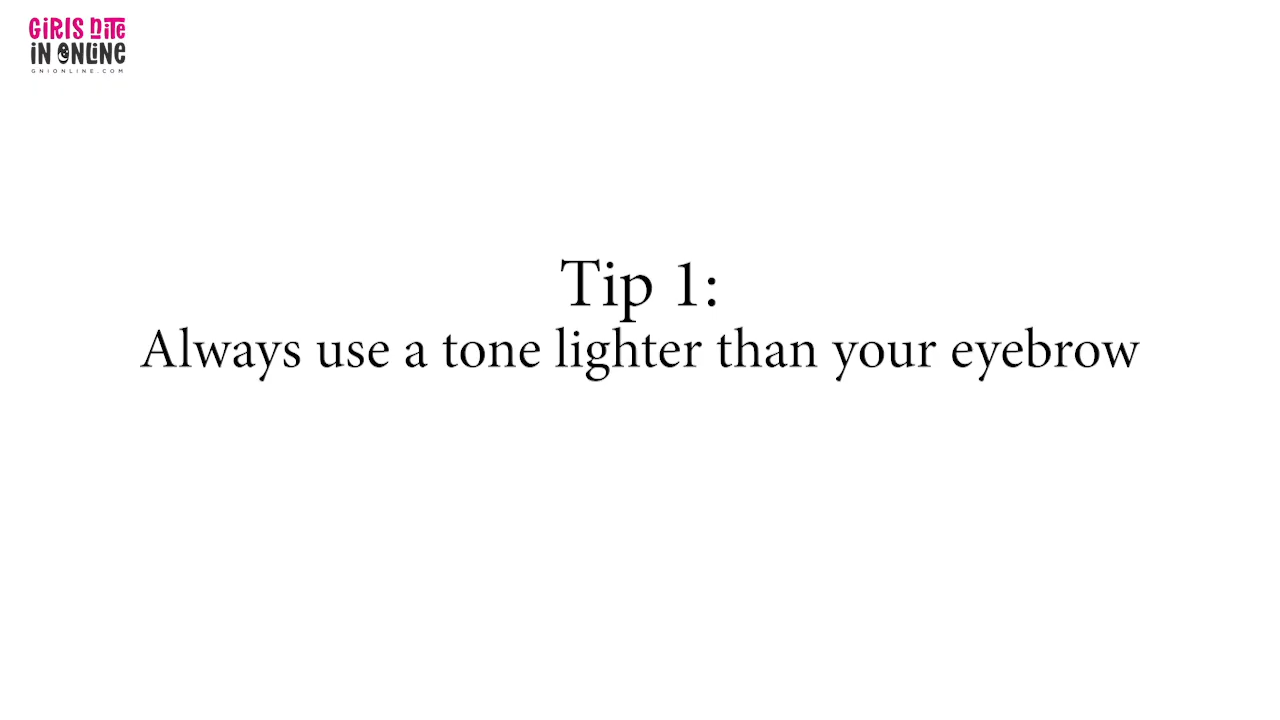 GiRlS NiTE
IN ONLiNE
GNIONLINE.COM
Tip 1:
Always use a tone lighter than your eyebrow